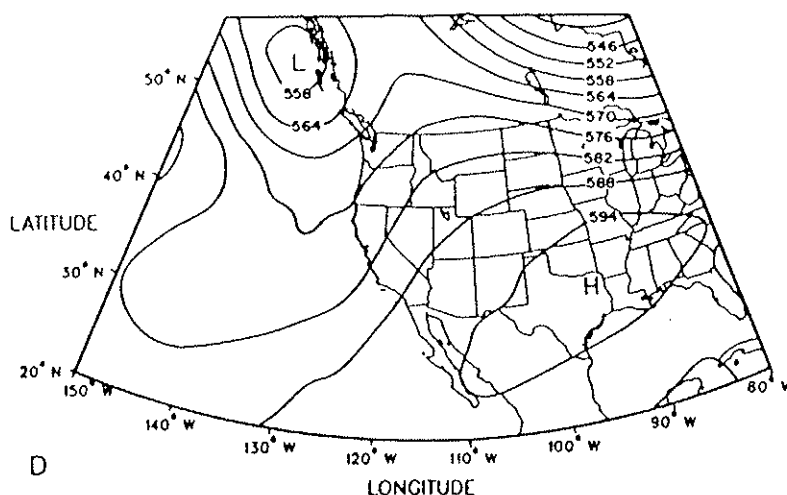 L
558
564
546
552
558
564
570
576
582
588
594
H
50° N
40° N
LATITUDE
30° N
20° N
150° W
140° W
130° W
120° W
110° W
100° W
90° W
80° W
D
LONGITUDE